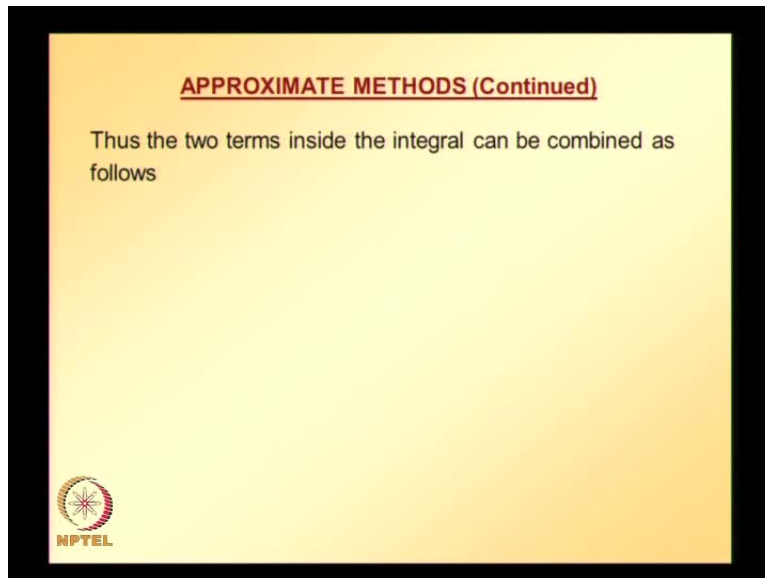 APPROXIMATE METHODS (Continued)
Thus the two terms inside the integral can be combined as
follows
NPTEL